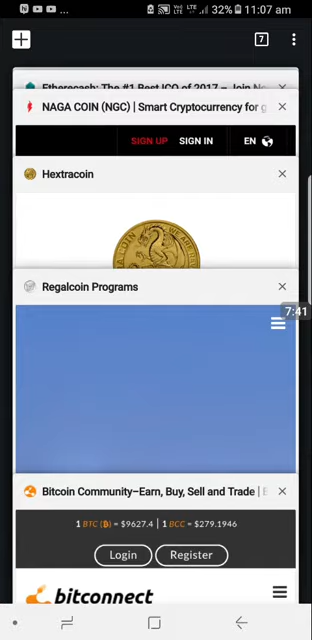 32% 11:07 am
7
Etherecash: The #1 Best ICO of 2017 – Join No
NAGA COIN (NGC) | Smart Cryptocurrency for g
SIGN UP SIGN IN EN
Hextracoin
Regalcoin Programs
7:41
Bitcoin Community–Earn, Buy, Sell and Trade |
1 BTC (฿) = $9627.4 | 1 BCC = $279.1946
Login Register
bitconnect